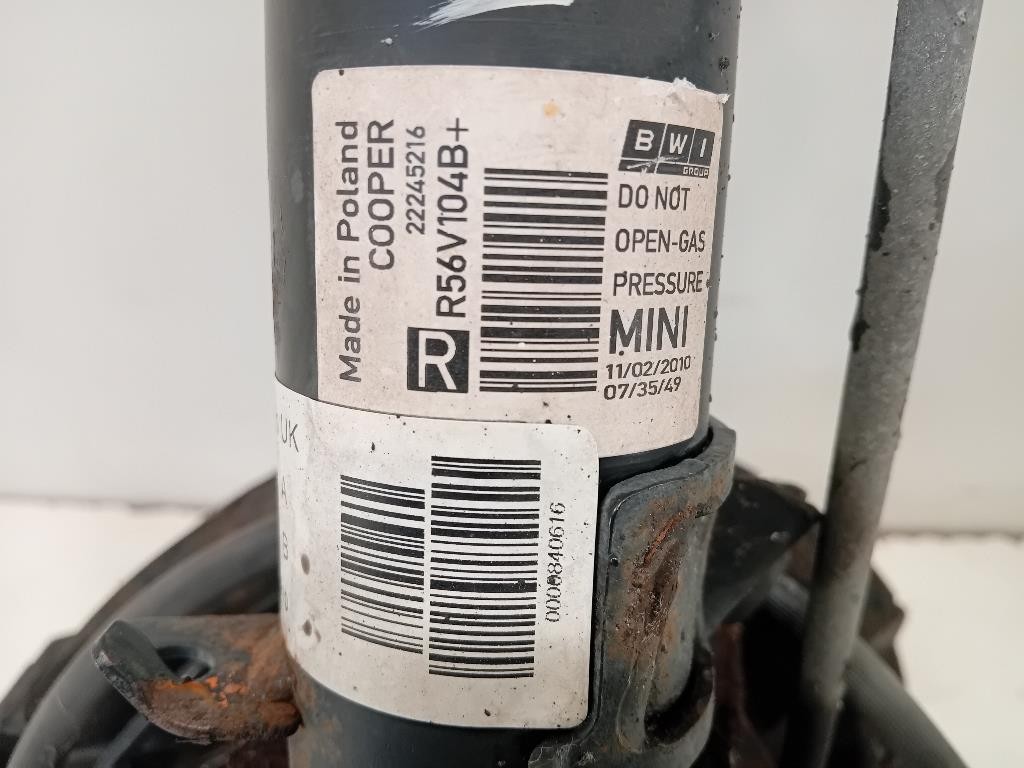 Made in Poland
COOPER
22245216
R56V104B+
R
BWI
GROUP
DO NOT
OPEN-GAS
PRESSURE
MINI
11/02/2010
07/35/49
UK
A
B
0000840616